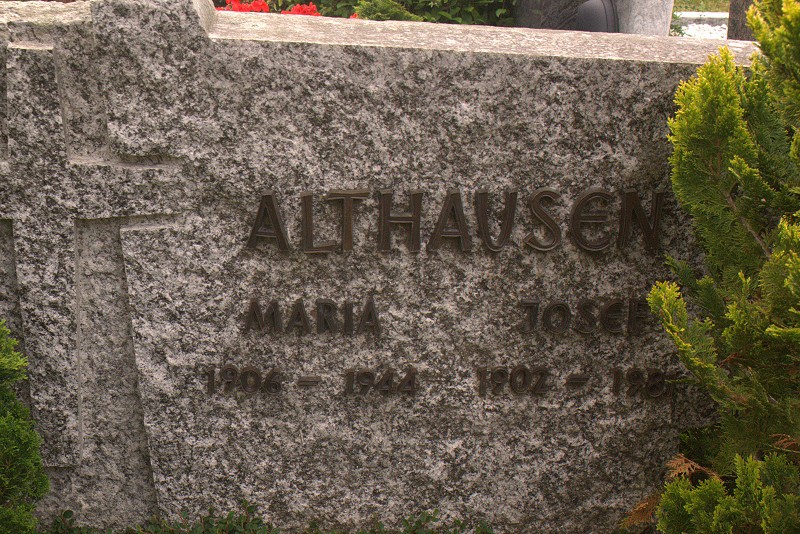 ALTHAUSEN
MARIA JOSEF
1906 – 1944 1902 –